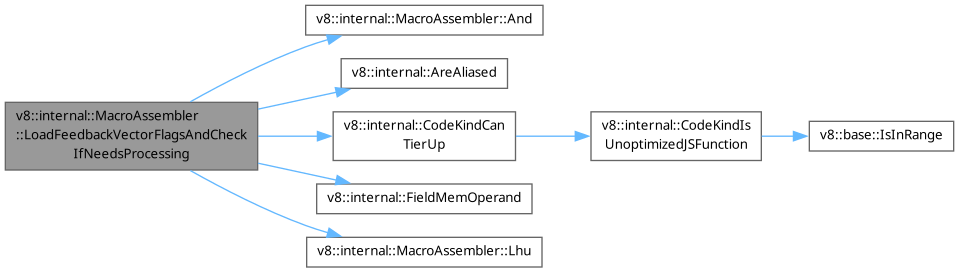 v8::internal::MacroAssembler::And
v8::internal::AreAliased
v8::internal::MacroAssembler
::LoadFeedbackVectorFlagsAndCheck
IfNeedsProcessing
v8::internal::CodeKindCan
TierUp
v8::internal::CodeKindIs
UnoptimizedJSFunction
v8::base::IsInRange
v8::internal::FieldMemOperand
v8::internal::MacroAssembler::Lhu